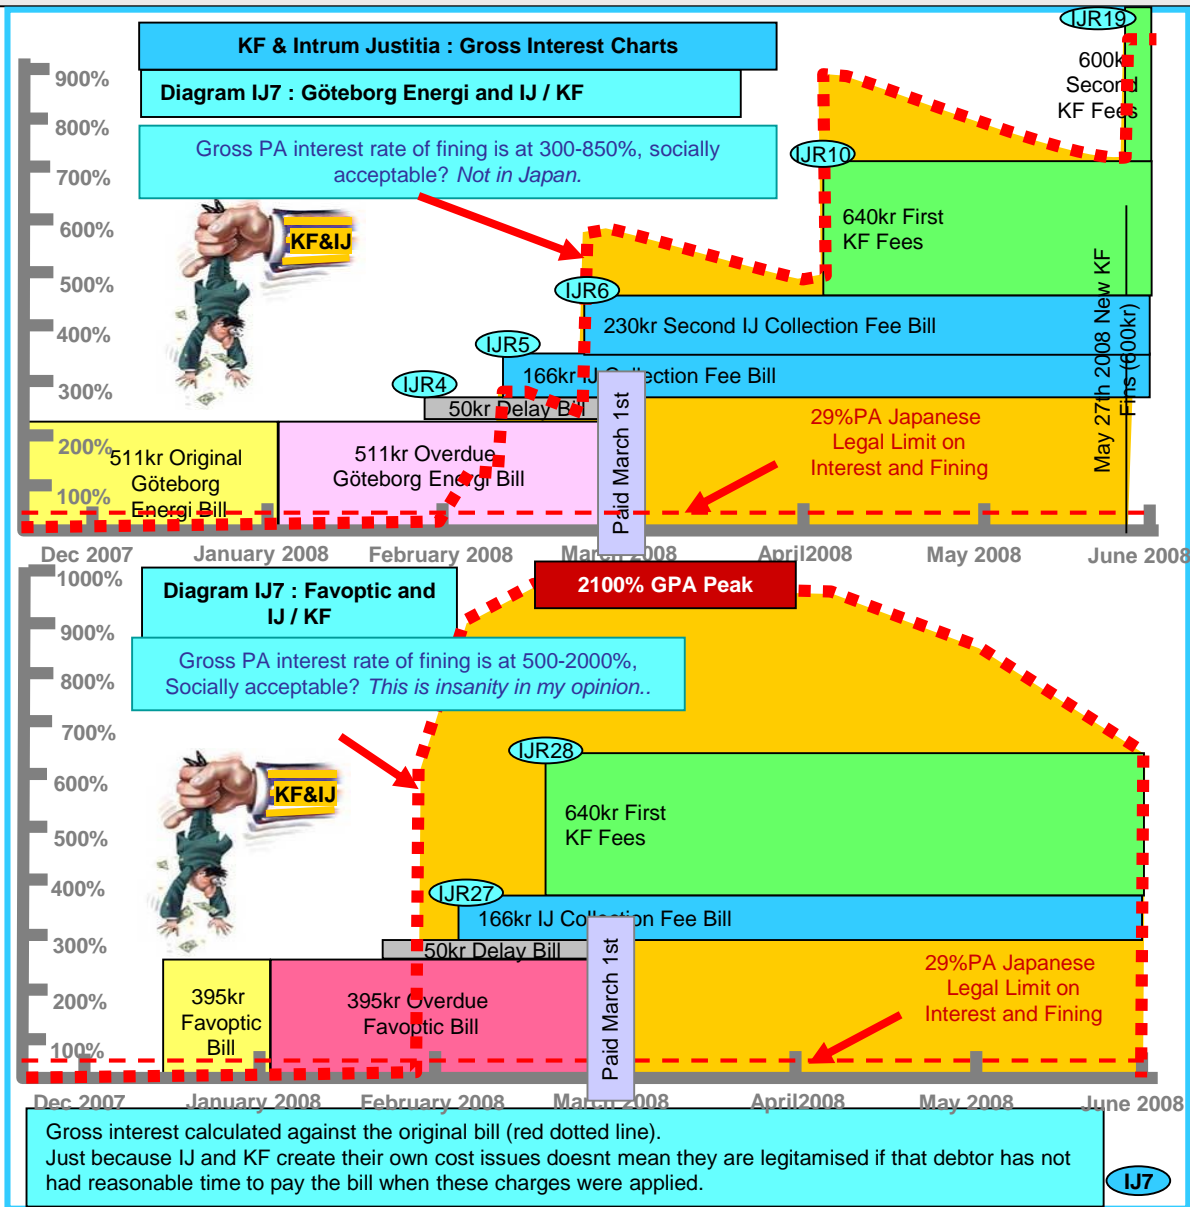 KF & Intrum Justitia : Gross Interest Charts
Diagram IJ7 : Göteborg Energi and IJ / KF
Gross PA interest rate of fining is at 300-850%, socially
acceptable? Not in Japan.
900%
800%
700%
600%
500%
400%
300%
200%
100%
KF&IJ
IJR19
600k
Second
KF Fees
IJR10
640kr First
KF Fees
IJR6
230kr Second IJ Collection Fee Bill
IJR5
166kr IJ Collection Fee Bill
IJR4
50kr Delay Bill
511kr Original
Göteborg
Energi Bill
511kr Overdue
Göteborg Energi Bill
Paid March 1st
29%PA Japanese
Legal Limit on
Interest and Fining
May 27th 2008 New KF
Fins (600kr)
Dec 2007
January 2008
February 2008
March 2008
April2008
May 2008
June 2008
Diagram IJ7 : Favoptic and
IJ / KF
2100% GPA Peak
Gross PA interest rate of fining is at 500-2000%,
Socially acceptable? This is insanity in my opinion..
1000%
900%
800%
700%
600%
500%
400%
300%
200%
100%
KF&IJ
IJR28
640kr First
KF Fees
IJR27
166kr IJ Collection Fee Bill
50kr Delay Bill
395kr
Favoptic
Bill
395kr Overdue
Favoptic Bill
Paid March 1st
29%PA Japanese
Legal Limit on
Interest and Fining
Dec 2007
January 2008
February 2008
March 2008
April2008
May 2008
June 2008
Gross interest calculated against the original bill (red dotted line).
Just because IJ and KF create their own cost issues doesnt mean they are legitamised if that debtor has not
had reasonable time to pay the bill when these charges were applied.
IJ7